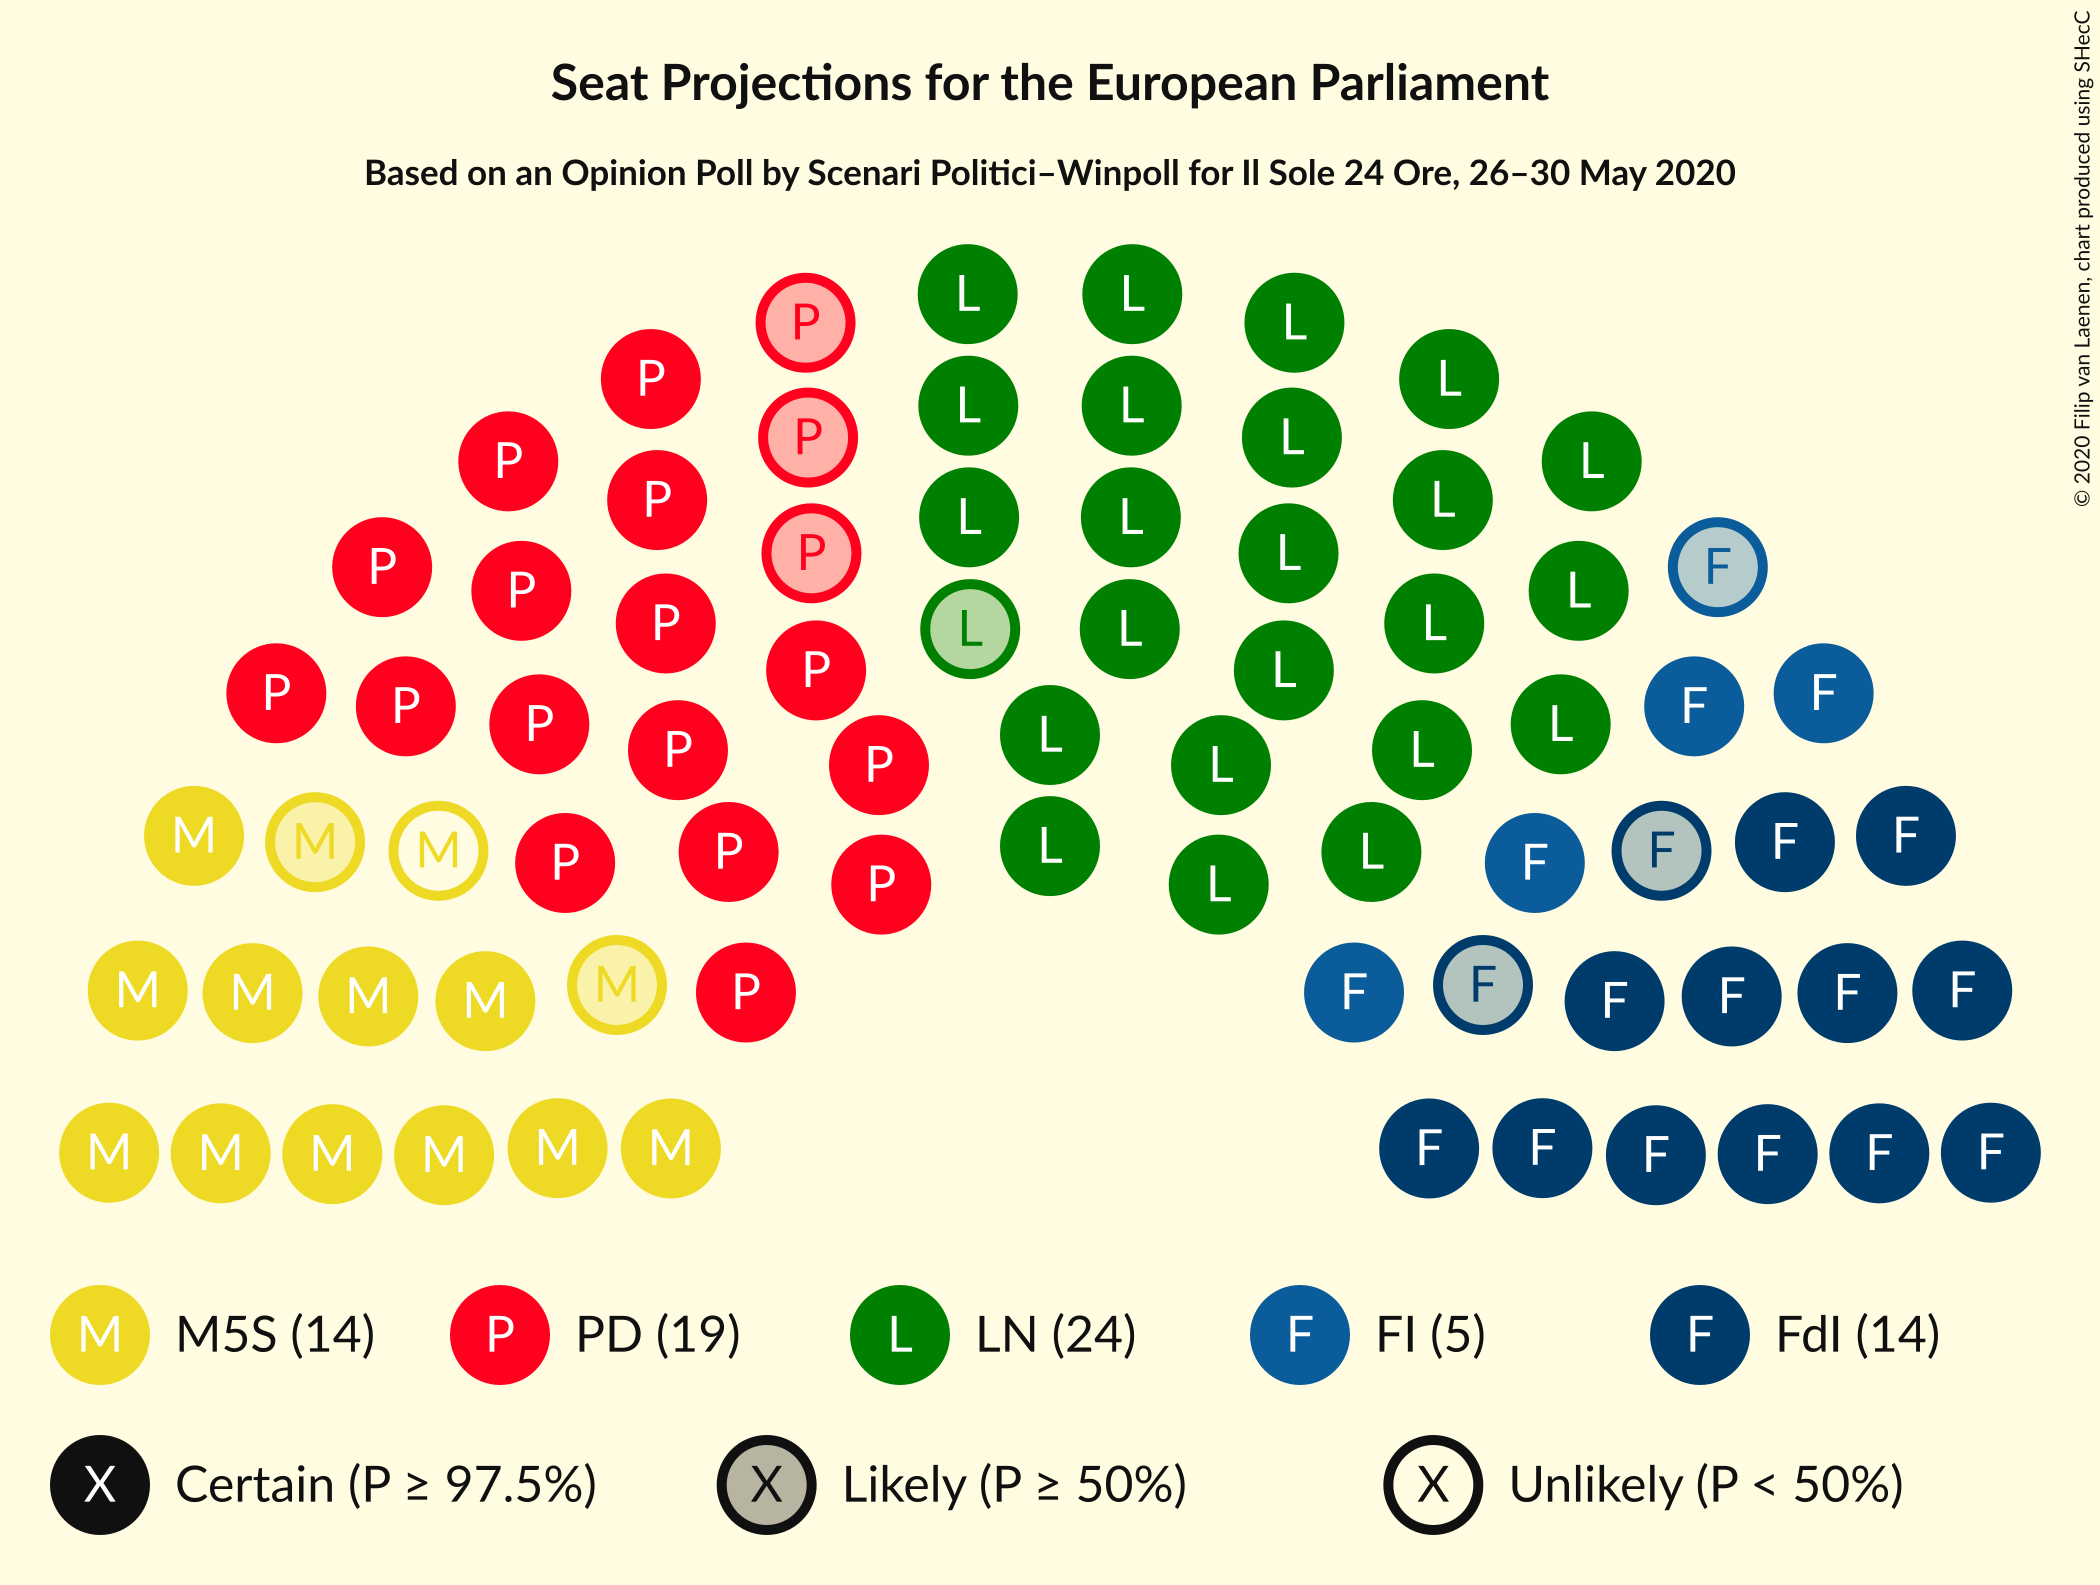 Seat Projections for the European Parliament
Based on an Opinion Poll by Scenari Politici–Winpoll for Il Sole 24 Ore, 26–30 May 2020
© 2020 Filip van Laenen, chart produced using SHecC
L L
P L L P
P L L L L P
P L L L
P P L L L
P P L L F
P L L
P P L L P
P P L L F F
P P L L
P L L P
M F
M M P P L F F F
P L
M M M M M P F F F F F F
M M M M M M F F F F F F
M M5S (14) P PD (19) L LN (24) F FI (5) F FdI (14)
X Certain (P ≥ 97.5%) X Likely (P ≥ 50%) X Unlikely (P < 50%)